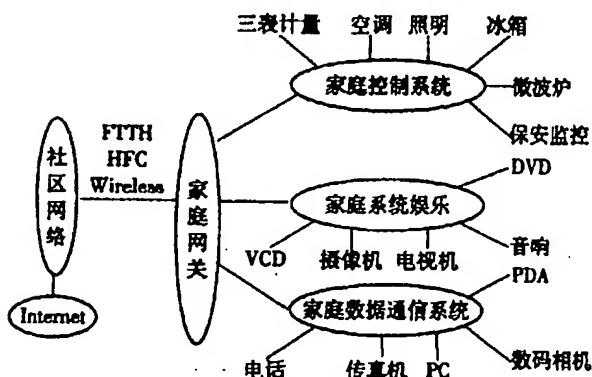 三表计量 空调 照明 冰箱
家庭控制系统
微波炉
保安监控
FTTH
HFC
Wireless
社区网络
家庭网关
DVD
家庭系统娱乐
VCD 摄像机 电视机 音响
PDA
Internet
家庭数据通信系统
电话 传真机 PC 数码相机